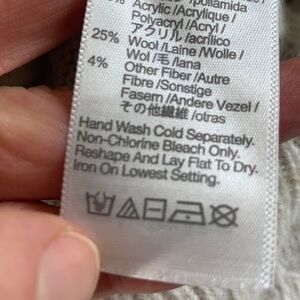 /poliamida
% Acrylic /Acrylique /
Polyacryl /Acryl /
アクリル /acrílico
25% Wool /Laine /Wolle /
Wol /毛 /lana
4% Other Fiber /Autre
Fibre /Sonstige
Fasern /Andere Vezel /
その他繊維 /otras
Hand Wash Cold Separately.
Non-Chlorine Bleach Only.
Reshape And Lay Flat To Dry.
Iron On Lowest Setting.